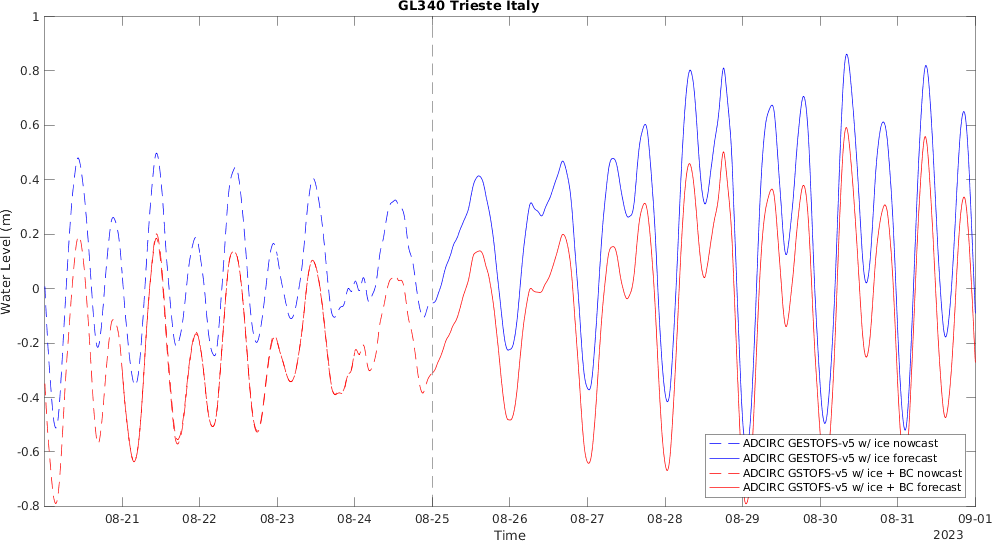 GL340 Trieste Italy
1
0.8
0.6
0.4
0.2
0
-0.2
-0.4
-0.6
-0.8
Water Level (m)
ADCIRC GESTOFS-v5 w/ ice nowcast
ADCIRC GESTOFS-v5 w/ ice forecast
ADCIRC GSTOFS-v5 w/ ice + BC nowcast
ADCIRC GSTOFS-v5 w/ ice + BC forecast
08-21 08-22 08-23 08-24 08-25 08-26 08-27 08-28 08-29 08-30 08-31 09-01
Time 2023